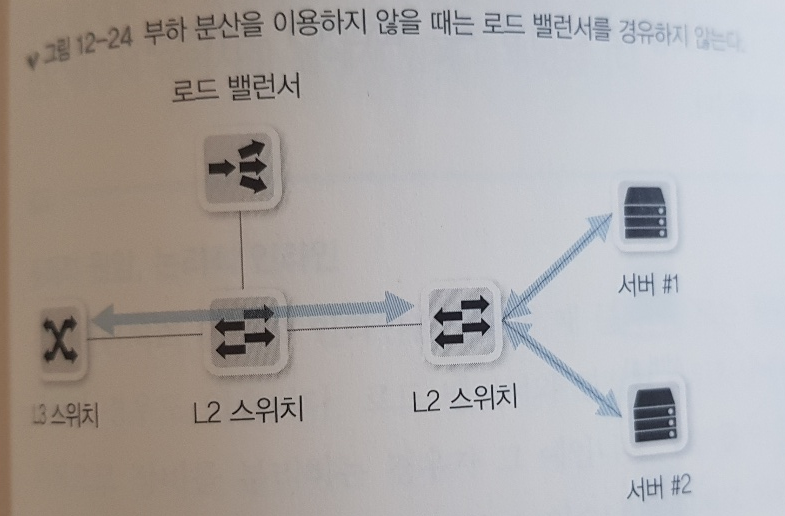 ▼ 그림 12-24 부하 분산을 이용하지 않을 때는 로드 밸런서를 경유하지 않는다.
로드 밸런서
서버 #1
L3 스위치
L2 스위치
L2 스위치
서버 #2